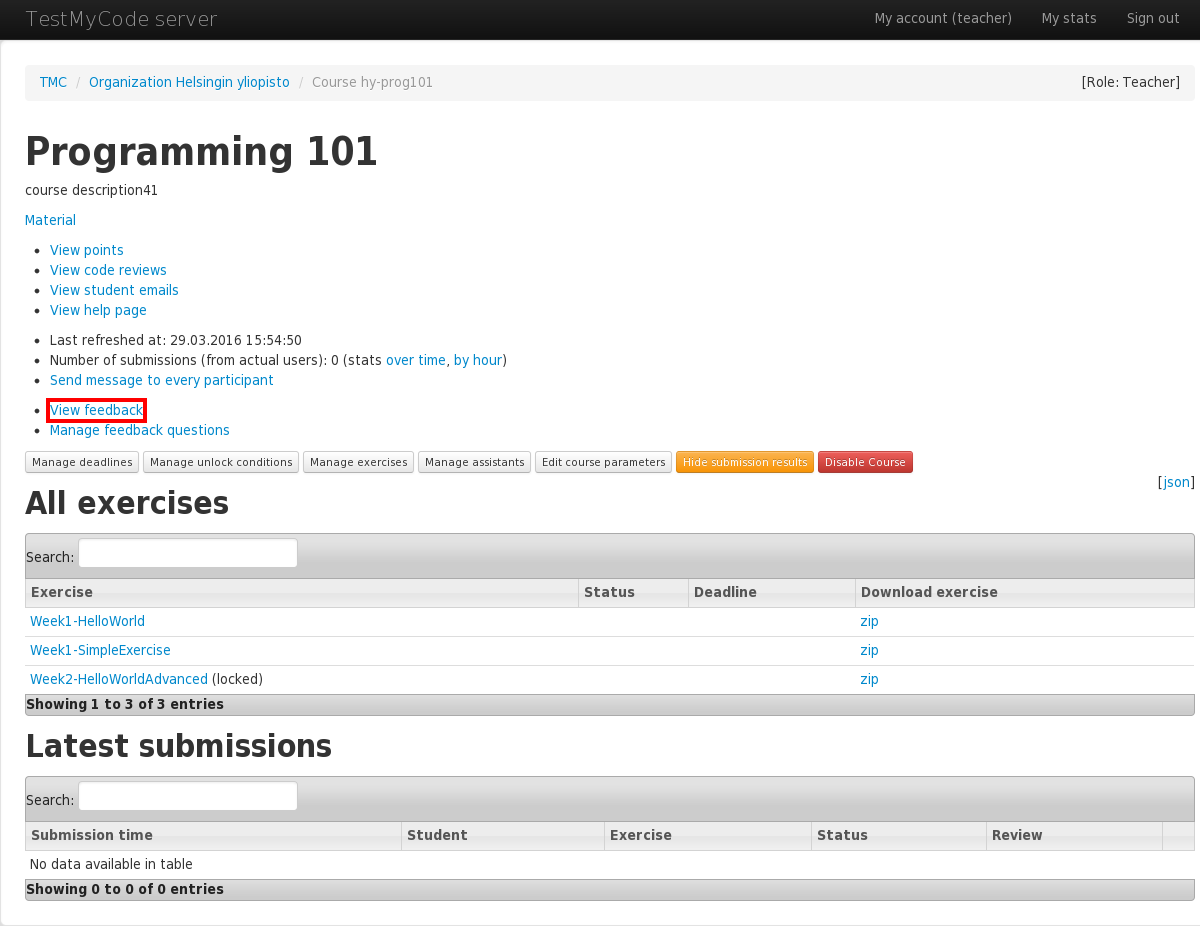 TestMyCode server My account (teacher) My stats Sign out
TMC / Organization Helsingin yliopisto / Course hy-prog101 [Role: Teacher]
Programming 101
course description41
Material
• View points
• View code reviews
• View student emails
• View help page
• Last refreshed at: 29.03.2016 15:54:50
• Number of submissions (from actual users): 0 (stats over time, by hour)
• Send message to every participant
• View feedback
• Manage feedback questions
Manage deadlines Manage unlock conditions Manage exercises Manage assistants Edit course parameters Hide submission results Disable Course
[json]
All exercises
Search:
Exercise Status Deadline Download exercise
Week1-HelloWorld zip
Week1-SimpleExercise zip
Week2-HelloWorldAdvanced (locked) zip
Showing 1 to 3 of 3 entries
Latest submissions
Search:
Submission time Student Exercise Status Review
No data available in table
Showing 0 to 0 of 0 entries